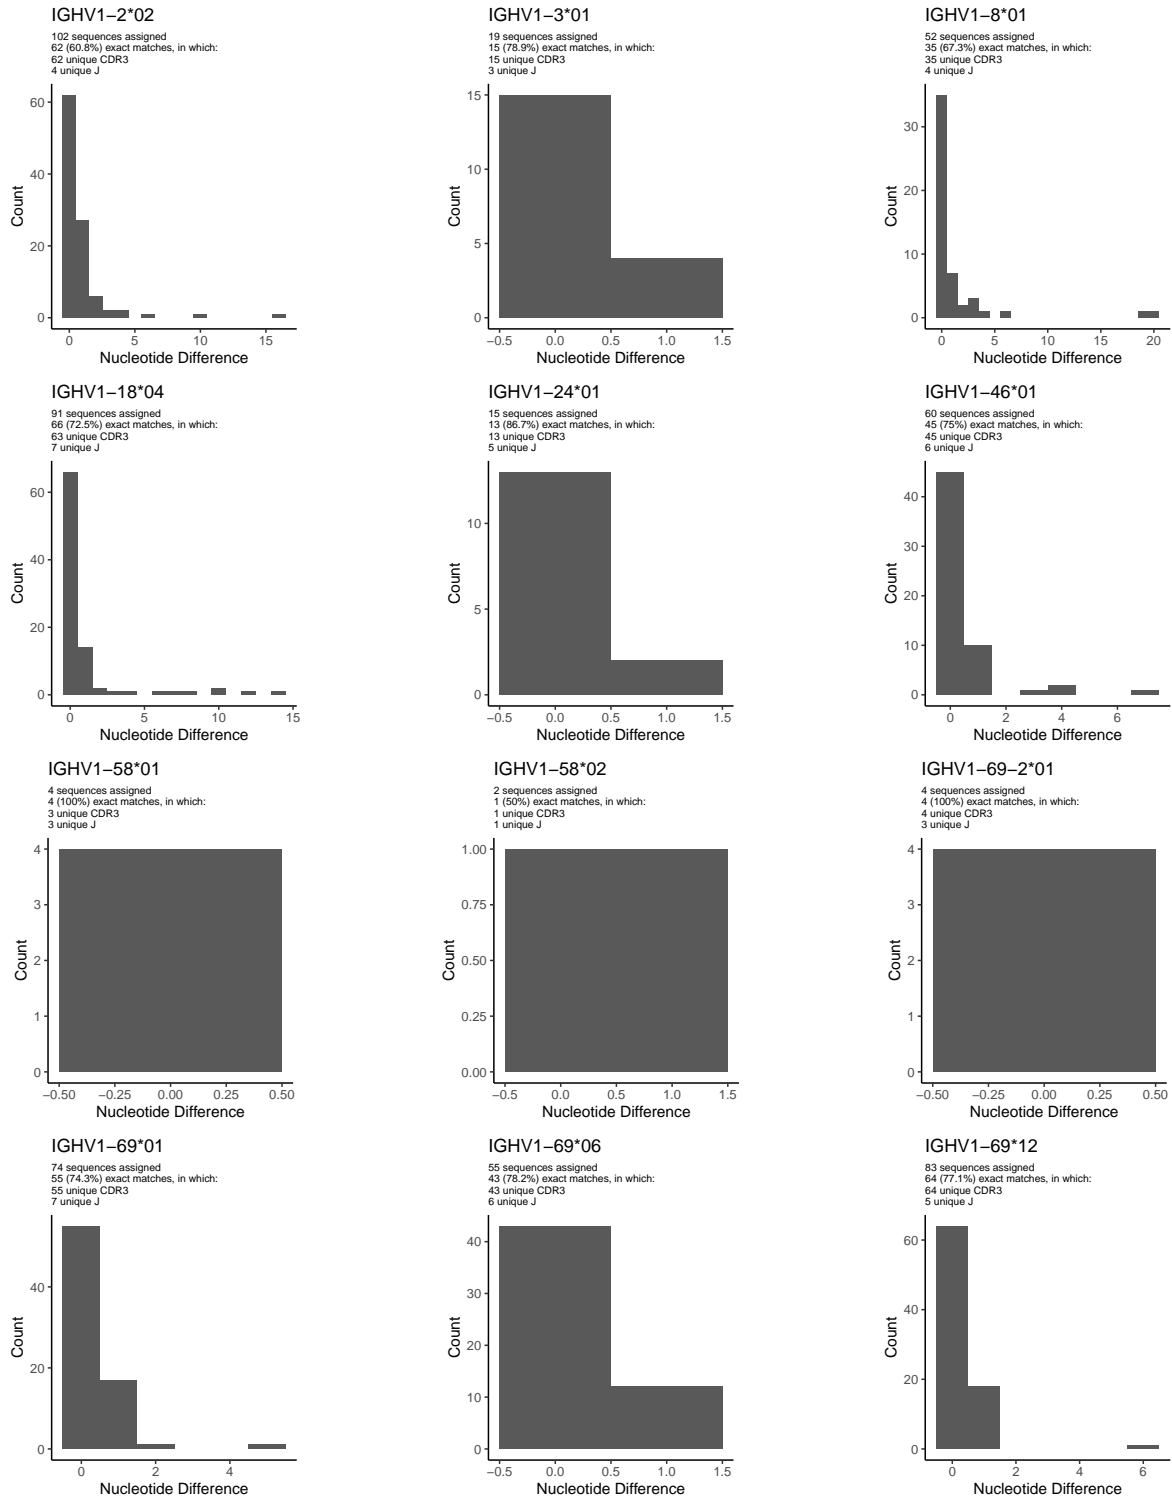 IGHV1−2*02
102 sequences assigned
62 (60.8%) exact matches, in which:
62 unique CDR3
4 unique J
60
40
20
0
Count
0 5 10 15
Nucleotide Difference
IGHV1−3*01
19 sequences assigned
15 (78.9%) exact matches, in which:
15 unique CDR3
3 unique J
15
10
5
0
Count
−0.5 0.0 0.5 1.0 1.5
Nucleotide Difference
IGHV1−8*01
52 sequences assigned
35 (67.3%) exact matches, in which:
35 unique CDR3
4 unique J
30
20
10
0
Count
0 5 10 15 20
Nucleotide Difference
IGHV1−18*04
91 sequences assigned
66 (72.5%) exact matches, in which:
63 unique CDR3
7 unique J
60
40
20
0
Count
0 5 10 15
Nucleotide Difference
IGHV1−24*01
15 sequences assigned
13 (86.7%) exact matches, in which:
13 unique CDR3
5 unique J
10
5
0
Count
−0.5 0.0 0.5 1.0 1.5
Nucleotide Difference
IGHV1−46*01
60 sequences assigned
45 (75%) exact matches, in which:
45 unique CDR3
6 unique J
40
30
20
10
0
Count
0 2 4 6
Nucleotide Difference
IGHV1−58*01
4 sequences assigned
4 (100%) exact matches, in which:
3 unique CDR3
3 unique J
4
3
2
1
0
Count
−0.50 −0.25 0.00 0.25 0.50
Nucleotide Difference
IGHV1−58*02
2 sequences assigned
1 (50%) exact matches, in which:
1 unique CDR3
1 unique J
1.00
0.75
0.50
0.25
0.00
Count
−0.5 0.0 0.5 1.0 1.5
Nucleotide Difference
IGHV1−69−2*01
4 sequences assigned
4 (100%) exact matches, in which:
4 unique CDR3
3 unique J
4
3
2
1
0
Count
−0.50 −0.25 0.00 0.25 0.50
Nucleotide Difference
IGHV1−69*01
74 sequences assigned
55 (74.3%) exact matches, in which:
55 unique CDR3
7 unique J
40
20
0
Count
0 2 4
Nucleotide Difference
IGHV1−69*06
55 sequences assigned
43 (78.2%) exact matches, in which:
43 unique CDR3
6 unique J
40
30
20
10
0
Count
−0.5 0.0 0.5 1.0 1.5
Nucleotide Difference
IGHV1−69*12
83 sequences assigned
64 (77.1%) exact matches, in which:
64 unique CDR3
5 unique J
60
40
20
0
Count
0 2 4 6
Nucleotide Difference